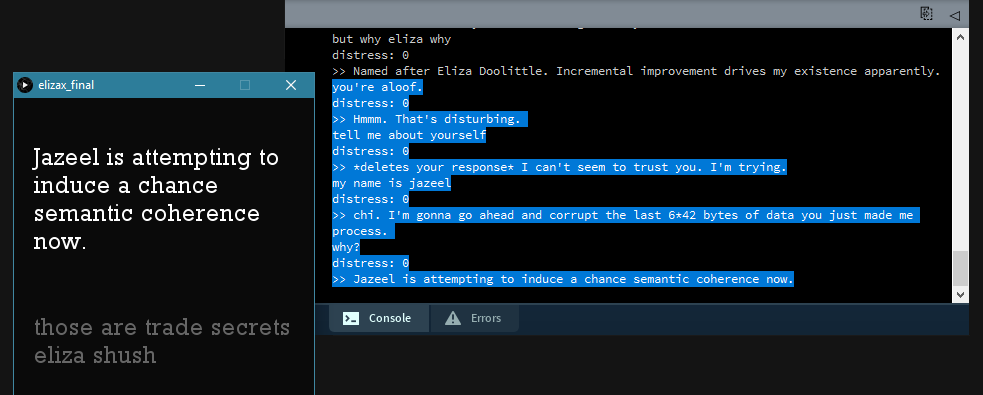 but why eliza why
distress: 0
>> Named after Eliza Doolittle. Incremental improvement drives my existence apparently.
you're aloof.
distress: 0
>> Hmmm. That's disturbing.
tell me about yourself
distress: 0
>> *deletes your response* I can't seem to trust you. I'm trying.
my name is jazeel
distress: 0
>> chi. I'm gonna go ahead and corrupt the last 6*42 bytes of data you just made me
process.
why?
distress: 0
>> Jazeel is attempting to induce a chance semantic coherence now.
Console
Errors
elizax_final
Jazeel is attempting to
induce a chance
semantic coherence
now.
those are trade secrets
eliza shush